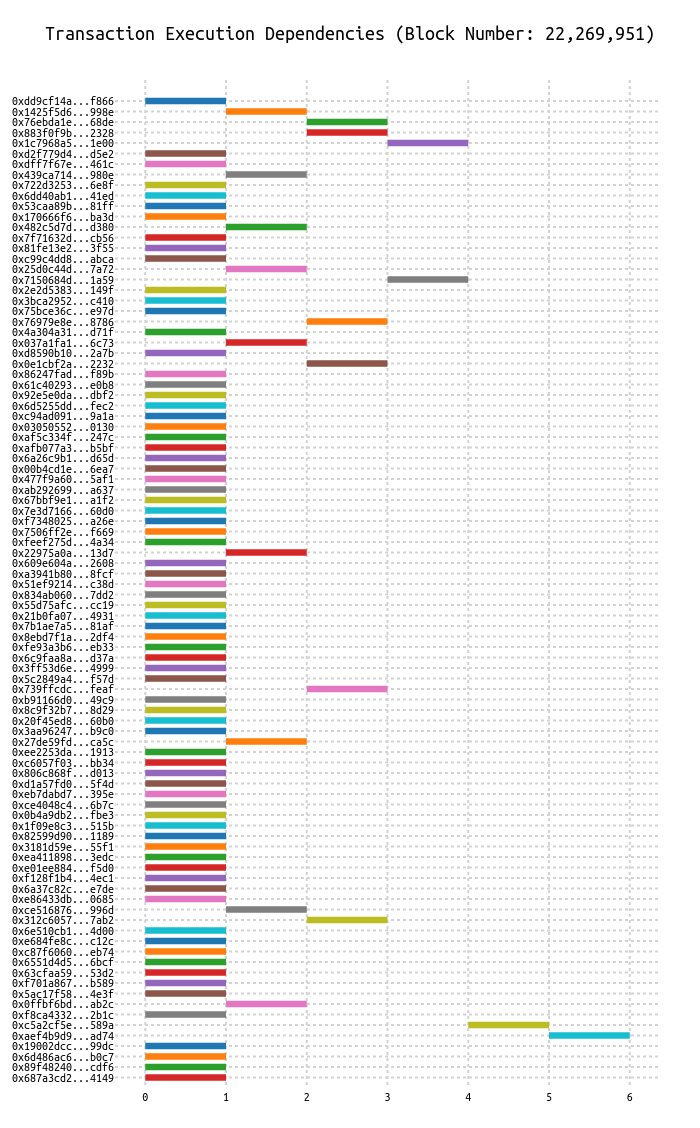 Transaction Execution Dependencies (Block Number: 22,269,951)
0xdd9cf14a...f866
0x1425f5d6...998e
0x76ebda1e...68de
0x883f0f9b...2328
0x1c7968a5...1e00
0xd2f779d4...d5e2
0xdff7f67e...461c
0x439ca714...980e
0x722d3253...6e8f
0x6dd40ab1...41ed
0x53caa89b...81ff
0x170666f6...ba3d
0x482c5d7d...d380
0x7f71632d...cb56
0x81fe13e2...3f55
0xc99c4dd8...abca
0x25d0c44d...7a72
0x7150684d...1a59
0x2e2d5383...149f
0x3bca2952...c410
0x75bce36c...e97d
0x76979e8e...8786
0x4a304a31...d71f
0x037a1fa1...6c73
0xd8590b10...2a7b
0x0e1cbf2a...2232
0x86247fad...f89b
0x61c40293...e0b8
0x92e5e0da...dbf2
0x6d5255dd...fec2
0xc94ad091...9a1a
0x03050552...0130
0xaf5c334f...247c
0xafb077a3...b5bf
0x6a26c9b1...d65d
0x00b4cd1e...6ea7
0x477f9a60...5af1
0xab292699...a637
0x67bbf9e1...a1f2
0x7e3d7166...60d0
0xf7348025...a26e
0x7506ff2e...f669
0xfeef275d...4a34
0x22975a0a...13d7
0x609e604a...2608
0xa3941b80...8fcf
0x51ef9214...c38d
0x834ab060...7dd2
0x55d75afc...cc19
0x21b0fa07...4931
0x7b1ae7a5...81af
0x8ebd7f1a...2df4
0xfe93a3b6...eb33
0x6c9faa8a...d37a
0x3ff53d6e...4999
0x5c2849a4...f57d
0x739ffcdc...feaf
0xb91166d0...49c9
0x8c9f32b7...8d29
0x20f45ed8...60b0
0x3aa96247...b9c0
0x27de59fd...ca5c
0xee2253da...1913
0xc6057f03...bb34
0x806c868f...d013
0xd1a57fd0...5f4d
0xeb7dabd7...395e
0xce4048c4...6b7c
0x0b4a9db2...fbe3
0x1f09e8c3...515b
0x82599d90...1189
0x3181d59e...55f1
0xea411898...3edc
0xe01ee884...f5d0
0xf128f1b4...4ec1
0x6a37c82c...e7de
0xe86433db...0685
0xce516876...996d
0x312c6057...7ab2
0x6e510cb1...4d00
0xe684fe8c...c12c
0xc87f6060...eb74
0x6551d4d5...6bcf
0x63cfaa59...53d2
0xf701a867...b589
0x5ac17f58...4e3f
0x0ffbf6bd...ab2c
0xf8ca4332...2b1c
0xc5a2cf5e...589a
0xaef4b9d9...ad74
0x19002dcc...99dc
0x6d486ac6...b0c7
0x89f48240...cdf6
0x687a3cd2...4149
0 1 2 3 4 5 6